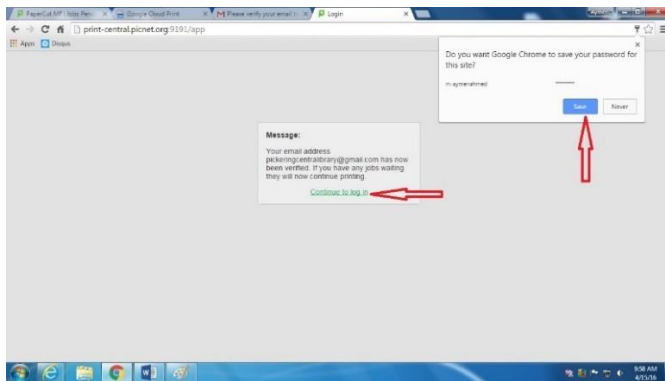 PaperCut MF : Jobs Pend
Google Cloud Print
Please verify your email
Login
print-central.picnet.org:9191/app
Apps
Disqus
Do you want Google Chrome to save your password for
this site?
Save
Never
Message:
Your email address
pickeringcentrallibrary@gmail.com has now
been verified. If you have any jobs waiting
they will now continue printing.
Continue to log in
9:58 AM
4/15/16